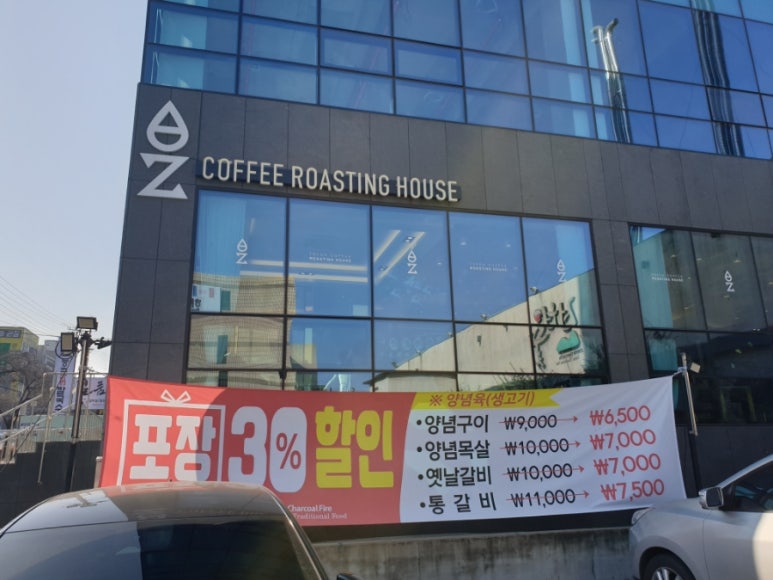 COFFEE ROASTING HOUSE
ROASTING HOUSE
포장 30% 할인
※ 양념육(생고기)
•양념구이 ₩9,000 → ₩6,500
•양념목살 ₩10,000 → ₩7,000
•옛날갈비 ₩10,000 → ₩7,000
•통갈비 ₩11,000 → ₩7,500
Charcoal Fire
Traditional Food